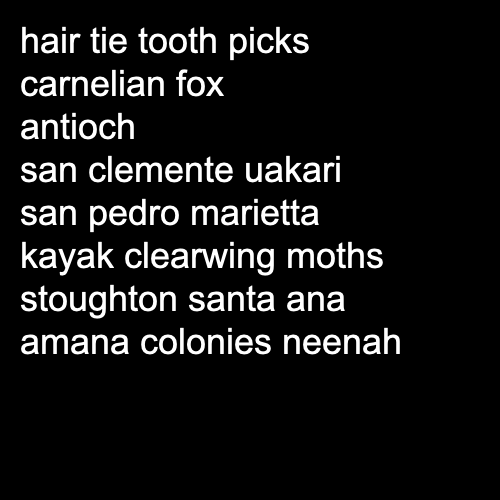 hair tie tooth picks
carnelian fox
antioch
san clemente uakari
san pedro marietta
kayak clearwing moths
stoughton santa ana
amana colonies neenah